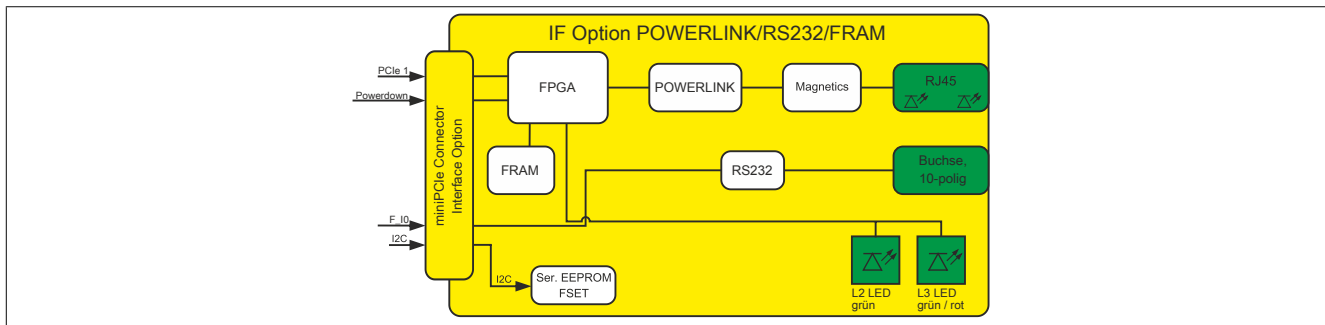 IF Option POWERLINK/RS232/FRAM
PCIe 1
Powerdown
FPGA
POWERLINK
Magnetics
RJ45
miniPCIe Connector
Interface Option
FRAM
RS232
Buchse,
10-polig
F_I0
I2C
I2C
Ser. EEPROM
FSET
L2 LED
grün
L3 LED
grün / rot